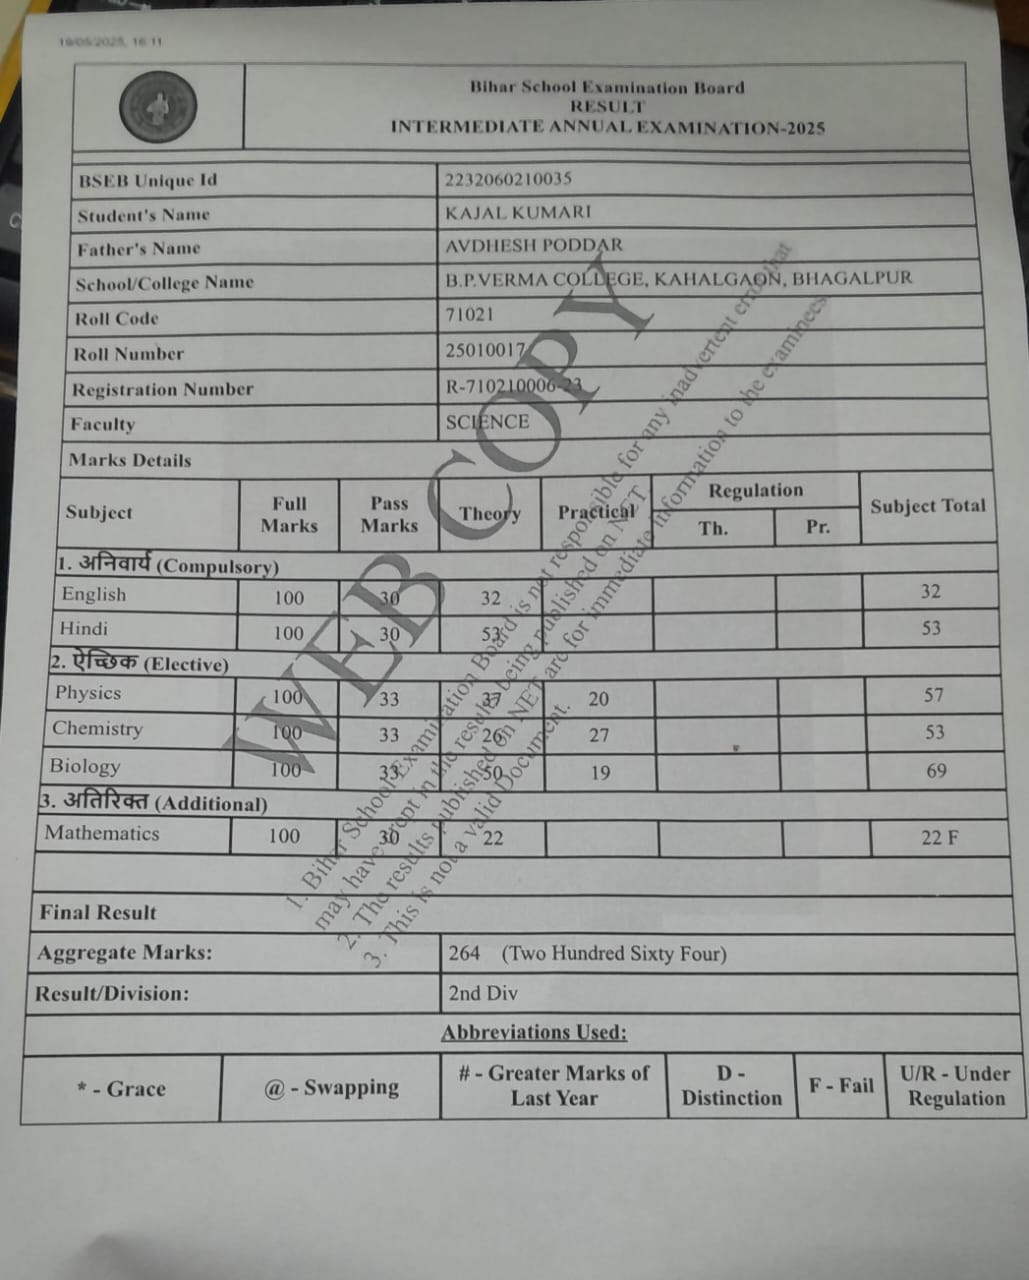 19/05/2025, 16:11
Bihar School Examination Board
RESULT
INTERMEDIATE ANNUAL EXAMINATION-2025
BSEB Unique Id 2232060210035
Student's Name KAJAL KUMARI
Father's Name AVDHESH PODDAR
School/College Name B.P.VERMA COLLEGE, KAHALGAON, BHAGALPUR
Roll Code 71021
Roll Number 25010017
Registration Number R-710210006-23
Faculty SCIENCE
Marks Details
Subject Full Marks Pass Marks Theory Practical Regulation Th. Pr. Subject Total
1. अनिवार्य (Compulsory)
English 100 30 32 32
Hindi 100 30 53 53
2. ऐच्छिक (Elective)
Physics 100 33 37 20 57
Chemistry 100 33 26 27 53
Biology 100 33 50 19 69
3. अतिरिक्त (Additional)
Mathematics 100 30 22 22 F
Final Result
Aggregate Marks: 264 (Two Hundred Sixty Four)
Result/Division: 2nd Div
Abbreviations Used:
* - Grace @ - Swapping # - Greater Marks of Last Year D - Distinction F - Fail U/R - Under Regulation
WEB COPY
1. Bihar School Examination Board is not responsible for any inadvertent error that
may have crept in the results being published on NET.
2. The results published on NET are for immediate information to the examinees.
3. This is not a valid Document.